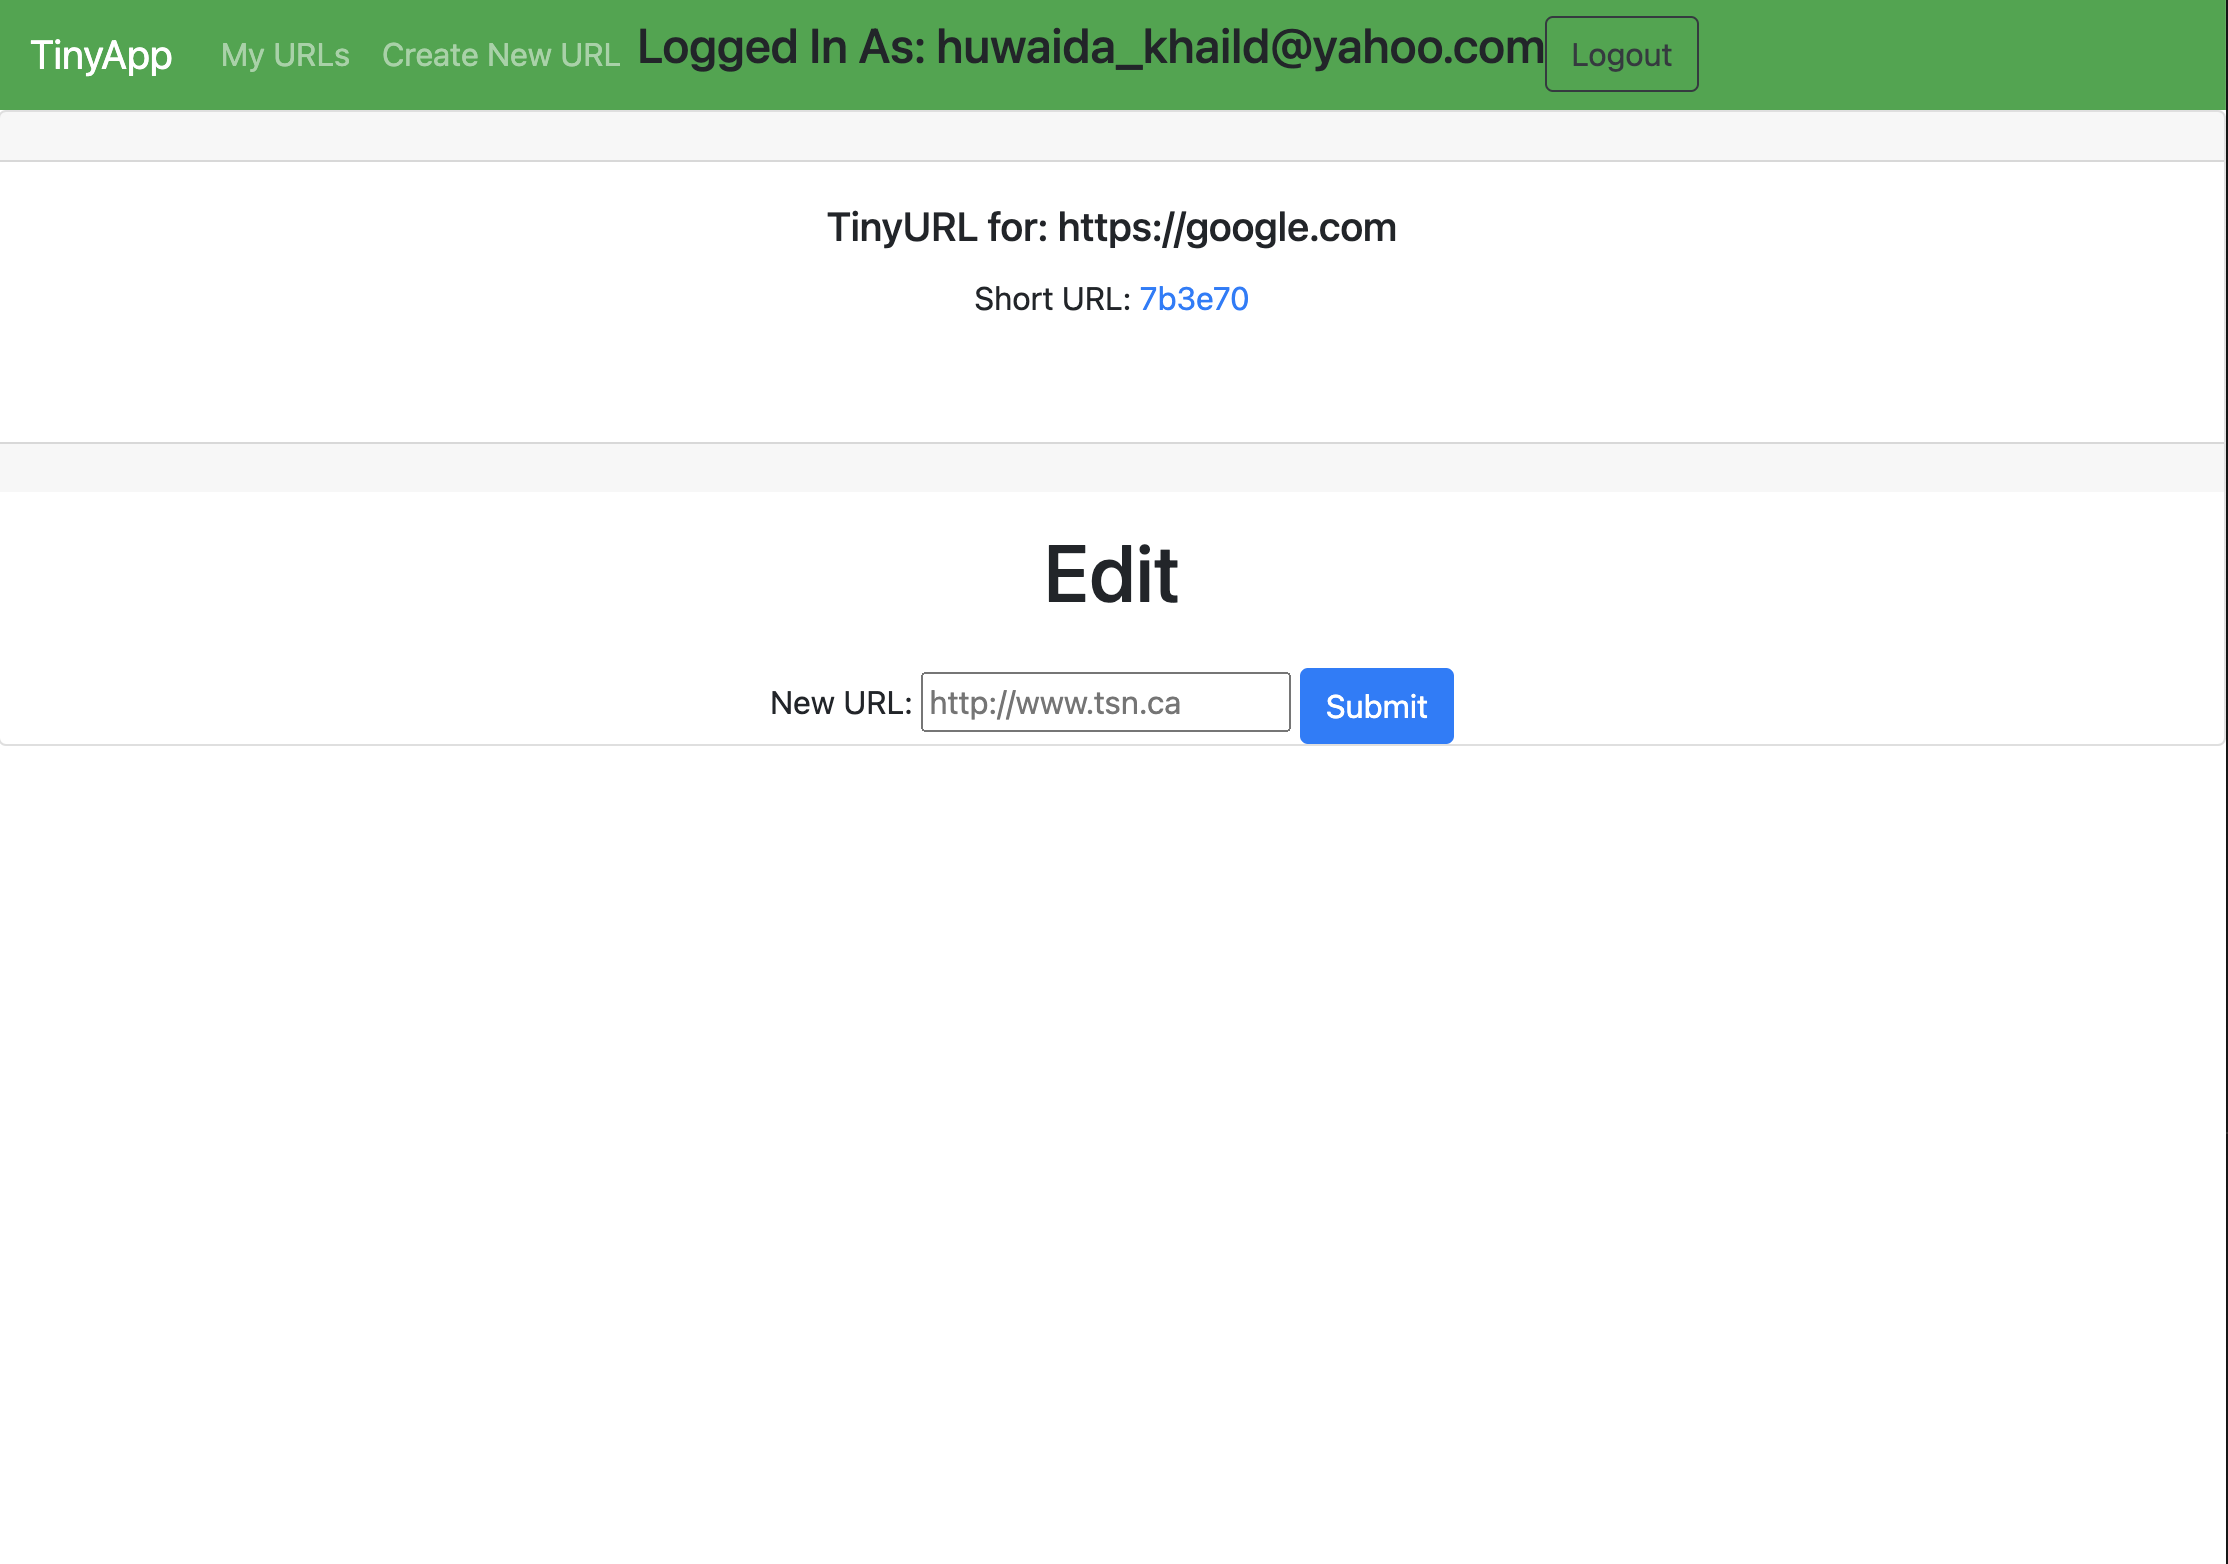 TinyApp My URLs Create New URL Logged In As: huwaida_khaild@yahoo.com Logout
TinyURL for: https://google.com
Short URL: 7b3e70
Edit
New URL: http://www.tsn.ca Submit